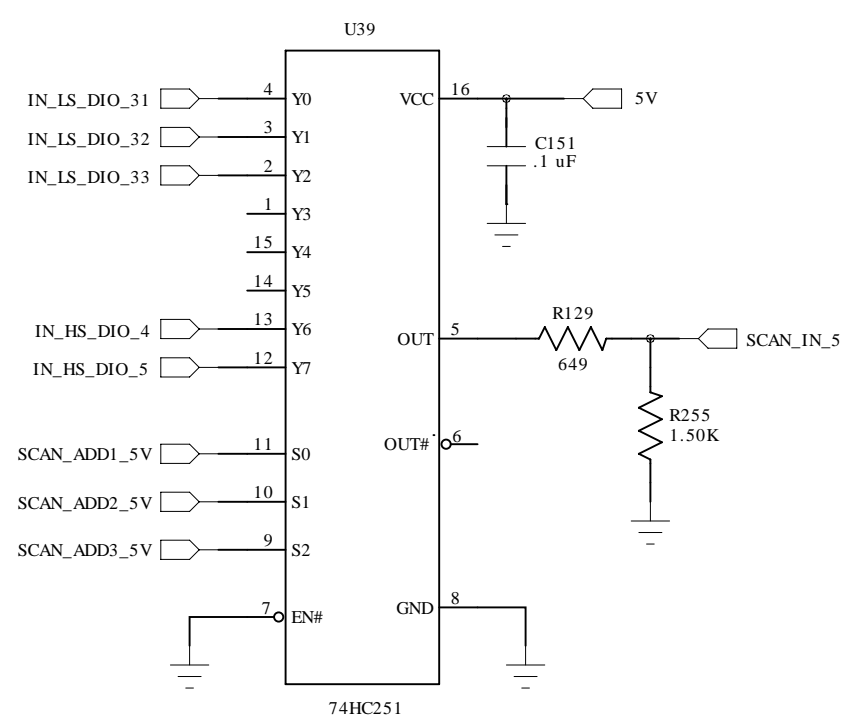 U39
IN_LS_DIO_31 4 Y0 VCC 16 5V
IN_LS_DIO_32 3 Y1
C151
.1 uF
IN_LS_DIO_33 2 Y2
1 Y3
15 Y4
14 Y5
R129
IN_HS_DIO_4 13 Y6 OUT 5 SCAN_IN_5
649
IN_HS_DIO_5 12 Y7
R255
1.50K
OUT# 6
SCAN_ADD1_5V 11 S0
SCAN_ADD2_5V 10 S1
SCAN_ADD3_5V 9 S2
7 EN# GND 8
74HC251